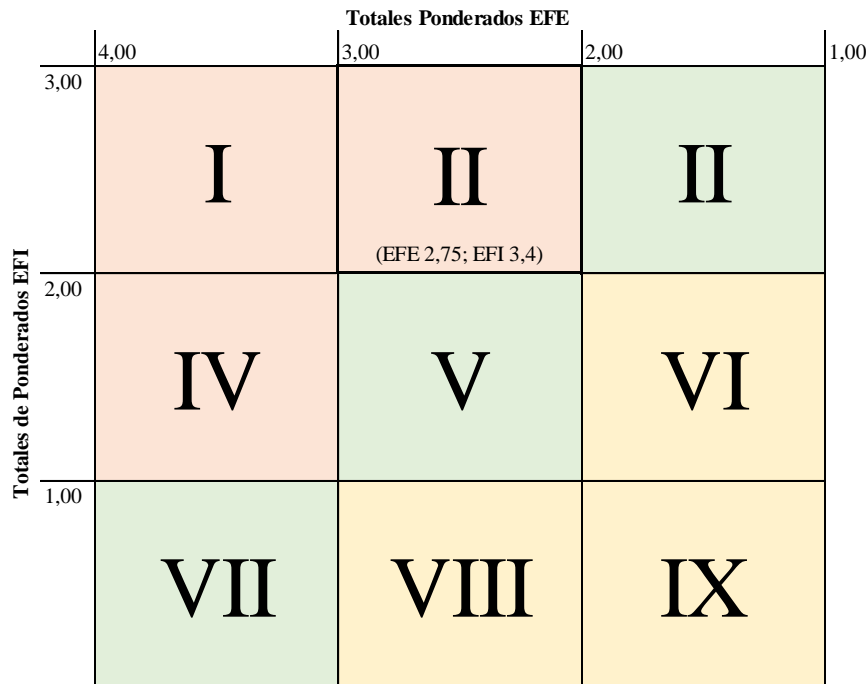 Totales Ponderados EFE
4,00 3,00 2,00 1,00
3,00
I II II
(EFE 2,75; EFI 3,4)
Totales de Ponderados EFI
2,00
IV V VI
1,00
VII VIII IX